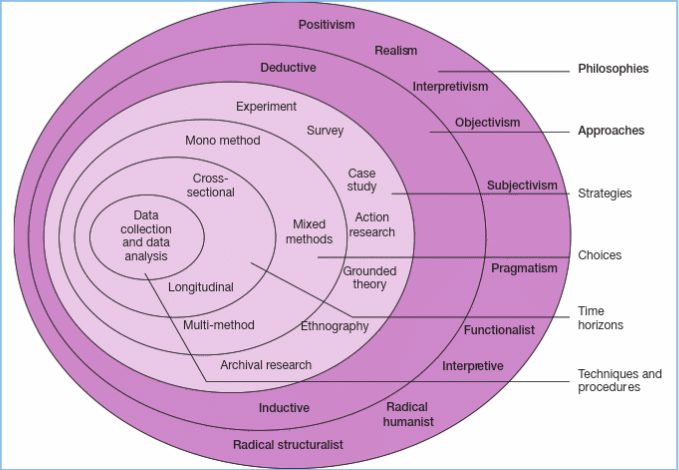 Positivism
Realism
Philosophies
Deductive
Interpretivism
Experiment
Objectivism
Survey
Approaches
Mono method
Case
study
Cross-
sectional
Subjectivism
Strategies
Data
collection
and data
analysis
Mixed
methods
Action
research
Choices
Pragmatism
Grounded
theory
Longitudinal
Time
horizons
Multi-method
Ethnography
Functionalist
Archival research
Interpretive
Techniques and
procedures
Inductive
Radical
humanist
Radical structuralist